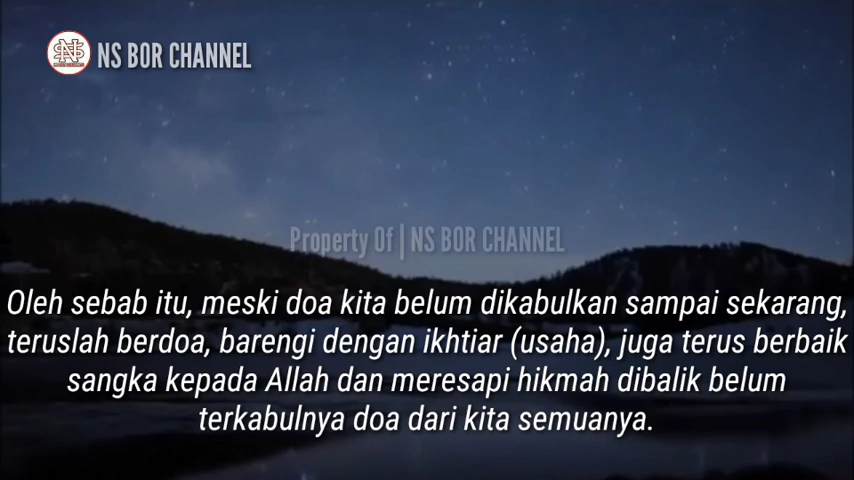 NS BOR CHANNEL
Property Of | NS BOR CHANNEL
Oleh sebab itu, meski doa kita belum dikabulkan sampai sekarang,
teruslah berdoa, barengi dengan ikhtiar (usaha), juga terus berbaik
sangka kepada Allah dan meresapi hikmah dibalik belum
terkabulnya doa dari kita semuanya.